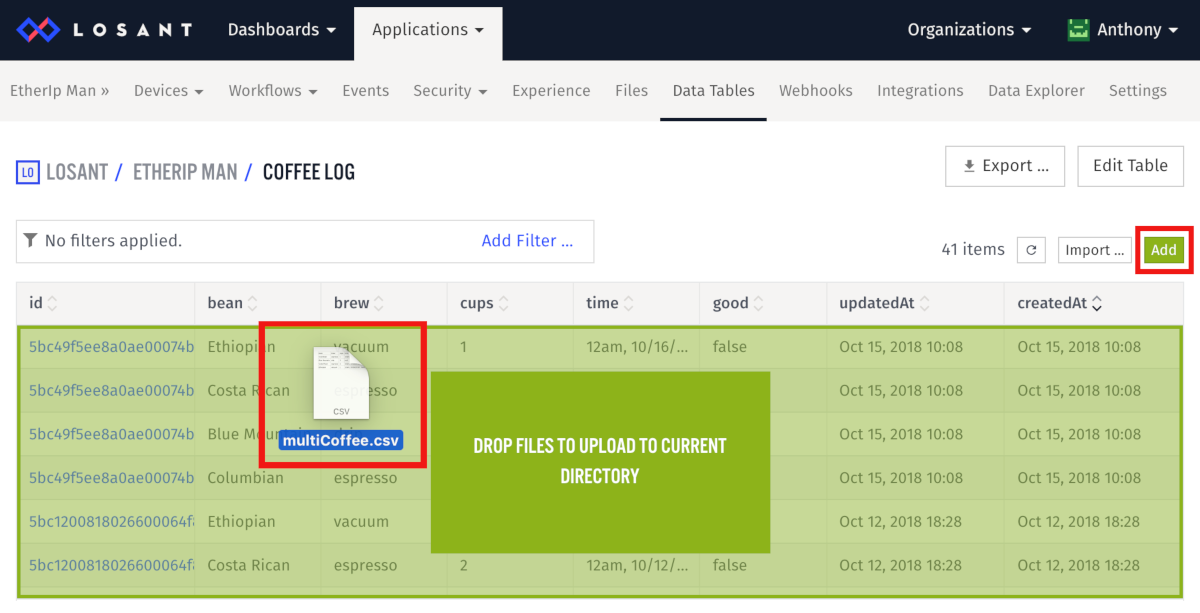 LOSANT Dashboards Applications Organizations Anthony
EtherIp Man » Devices Workflows Events Security Experience Files Data Tables Webhooks Integrations Data Explorer Settings
LO LOSANT / ETHERIP MAN / COFFEE LOG Export ... Edit Table
No filters applied. Add Filter ... 41 items Import ... Add
id bean brew cups time good updatedAt createdAt
5bc49f5ee8a0ae00074b Ethiopian vacuum 1 12am, 10/16/... false Oct 15, 2018 10:08 Oct 15, 2018 10:08
5bc49f5ee8a0ae00074b Costa Rican espresso Oct 15, 2018 10:08 Oct 15, 2018 10:08
csv
5bc49f5ee8a0ae00074b Blue Oct 15, 2018 10:08 Oct 15, 2018 10:08
multiCoffee.csv
DROP FILES TO UPLOAD TO CURRENT
DIRECTORY
5bc49f5ee8a0ae00074b Columbian espresso Oct 15, 2018 10:08 Oct 15, 2018 10:08
5bc1200818026600064f Ethiopian vacuum Oct 12, 2018 18:28 Oct 12, 2018 18:28
5bc1200818026600064f Costa Rican espresso 2 12am, 10/12/... false Oct 12, 2018 18:28 Oct 12, 2018 18:28